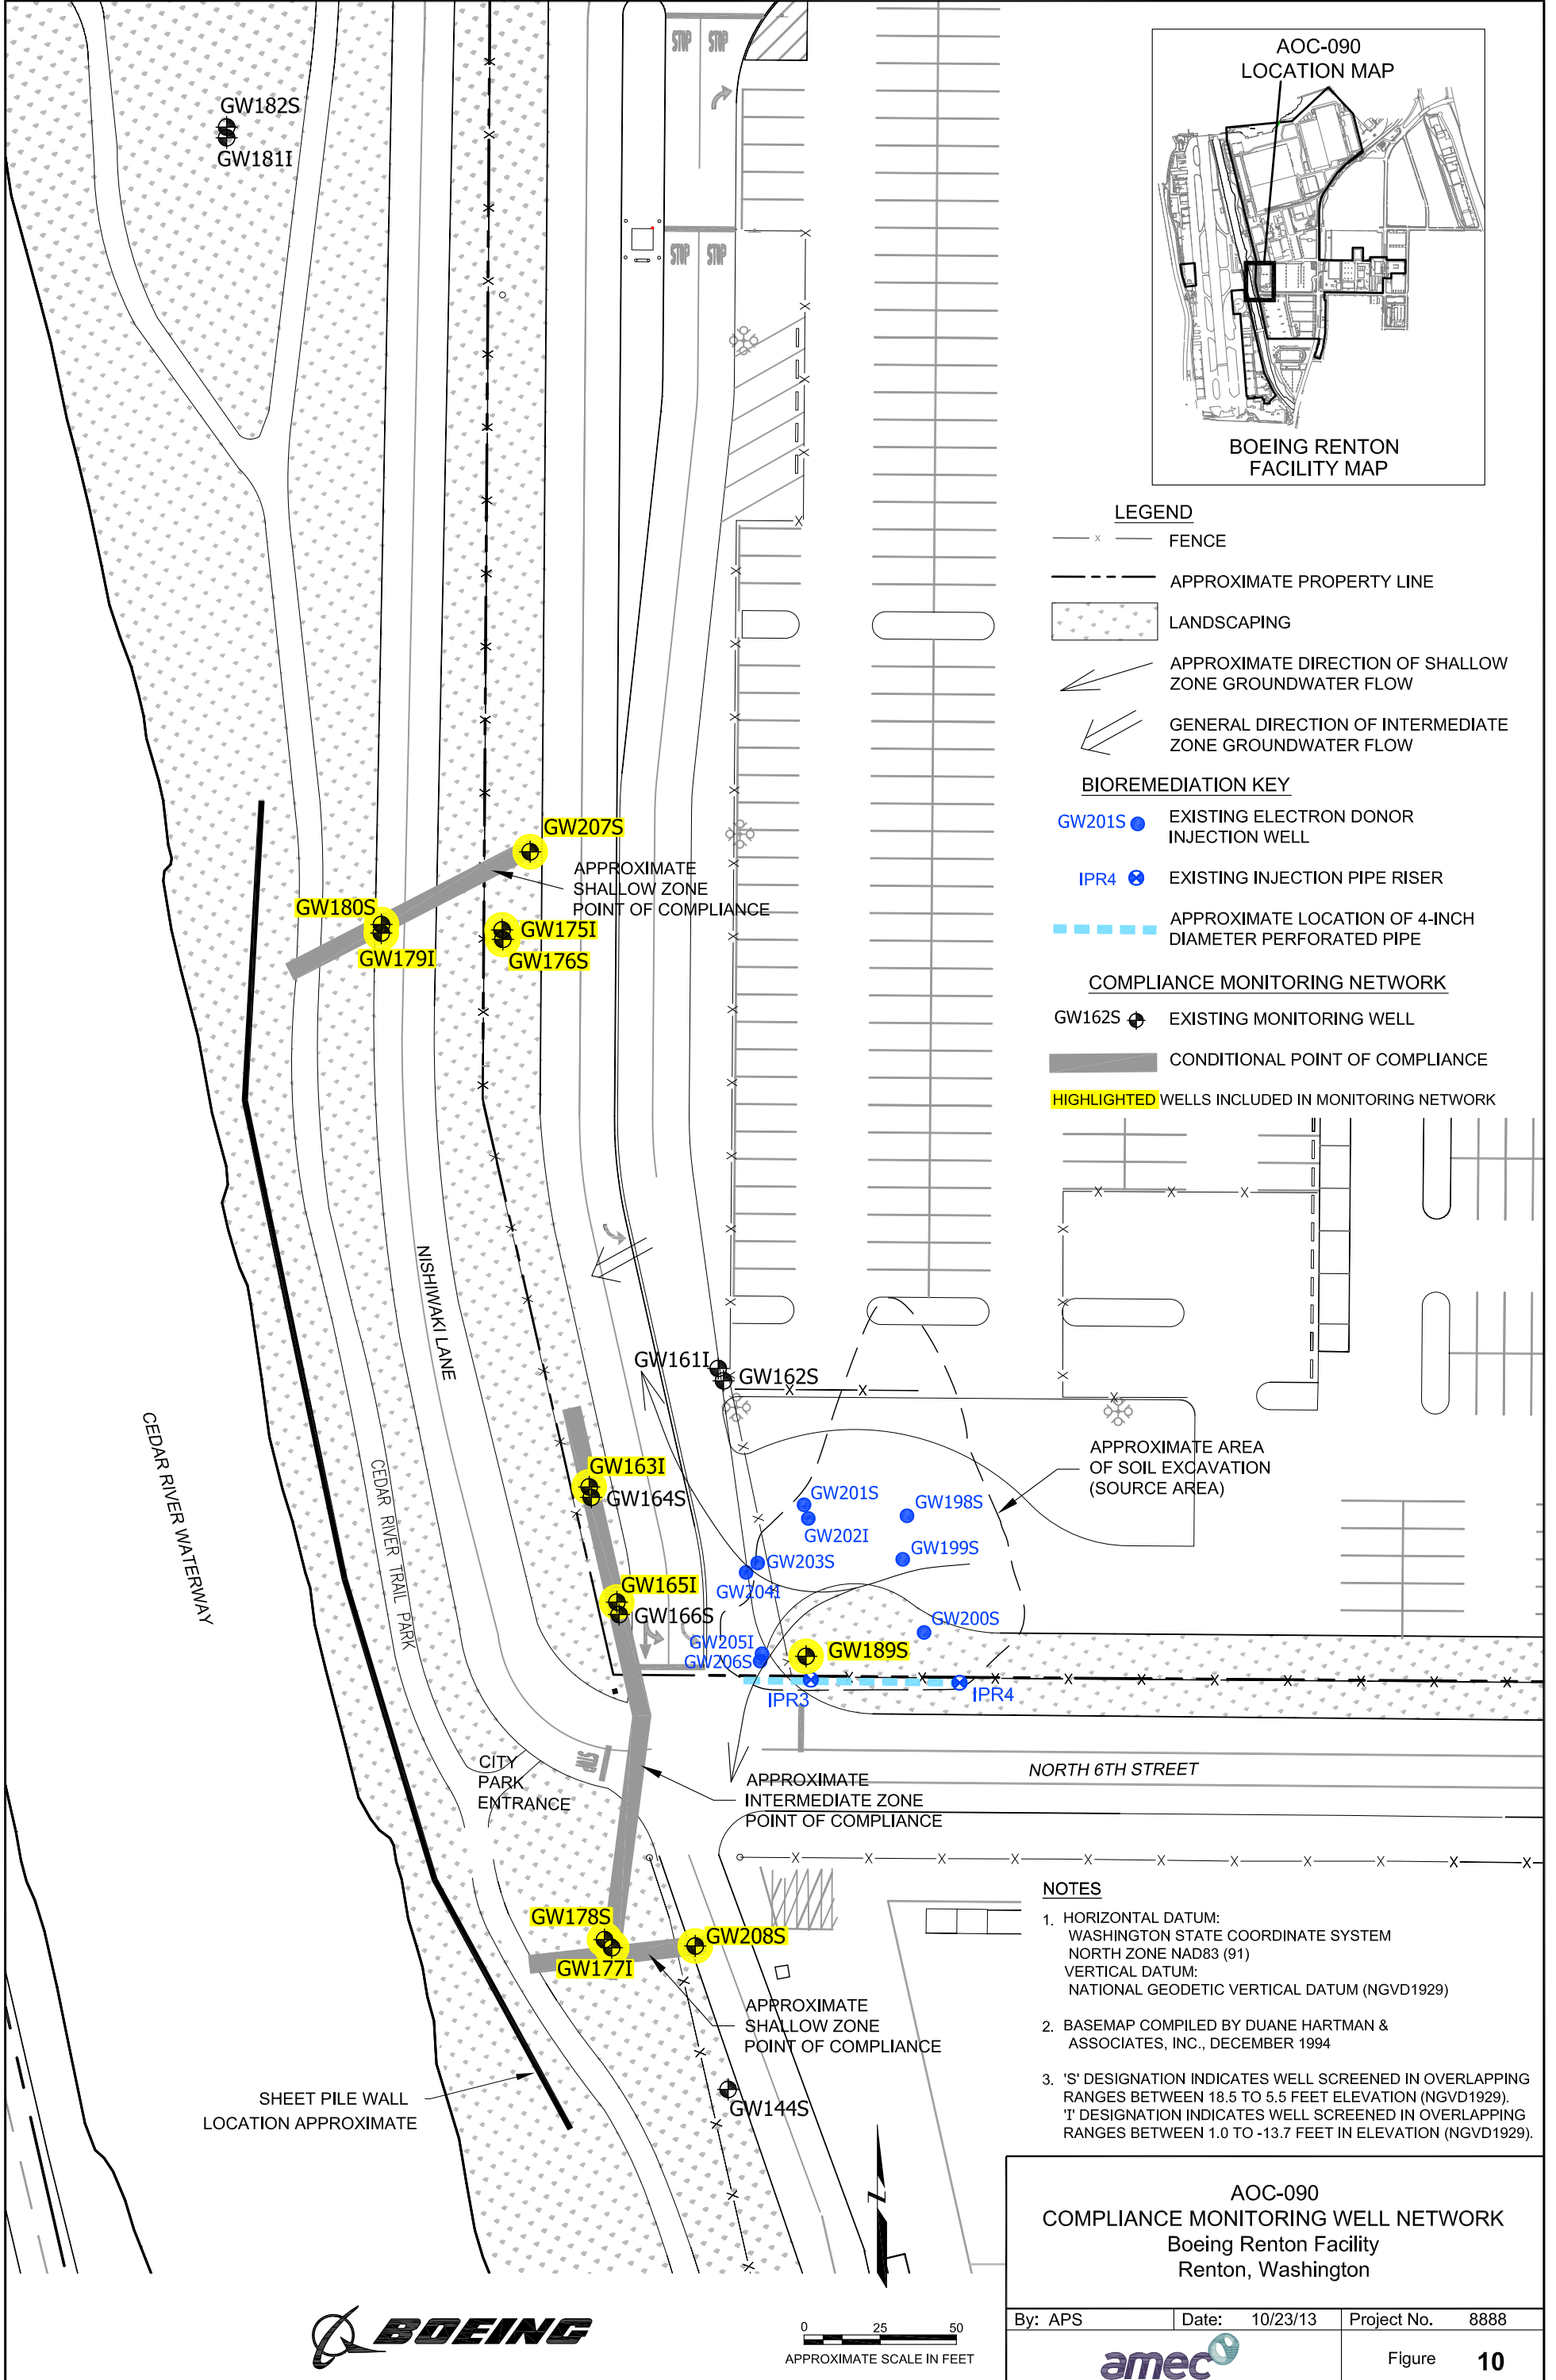 STOP STOP
GW182S
GW181I
STOP STOP
AOC-090
LOCATION MAP
BOEING RENTON
FACILITY MAP
LEGEND
X FENCE
APPROXIMATE PROPERTY LINE
LANDSCAPING
APPROXIMATE DIRECTION OF SHALLOW
ZONE GROUNDWATER FLOW
GENERAL DIRECTION OF INTERMEDIATE
ZONE GROUNDWATER FLOW
BIOREMEDIATION KEY
GW201S EXISTING ELECTRON DONOR
INJECTION WELL
IPR4 EXISTING INJECTION PIPE RISER
APPROXIMATE LOCATION OF 4-INCH
DIAMETER PERFORATED PIPE
COMPLIANCE MONITORING NETWORK
GW162S EXISTING MONITORING WELL
CONDITIONAL POINT OF COMPLIANCE
HIGHLIGHTED WELLS INCLUDED IN MONITORING NETWORK
GW207S
APPROXIMATE
SHALLOW ZONE
POINT OF COMPLIANCE
GW180S
GW179I
GW175I
GW176S
NISHIWAKI LANE
GW161I
GW162S
CEDAR RIVER WATERWAY
CEDAR RIVER TRAIL PARK
GW163I
GW164S
APPROXIMATE AREA
OF SOIL EXCAVATION
(SOURCE AREA)
GW201S
GW198S
GW202I
GW199S
GW203S
GW204I
GW165I
GW166S
GW200S
GW205I
GW206S
GW189S
IPR3
IPR4
STOP
CITY
PARK
ENTRANCE
NORTH 6TH STREET
APPROXIMATE
INTERMEDIATE ZONE
POINT OF COMPLIANCE
GW178S
GW177I
GW208S
APPROXIMATE
SHALLOW ZONE
POINT OF COMPLIANCE
SHEET PILE WALL
LOCATION APPROXIMATE
GW144S
NOTES
1. HORIZONTAL DATUM:
WASHINGTON STATE COORDINATE SYSTEM
NORTH ZONE NAD83 (91)
VERTICAL DATUM:
NATIONAL GEODETIC VERTICAL DATUM (NGVD1929)
2. BASEMAP COMPILED BY DUANE HARTMAN &
ASSOCIATES, INC., DECEMBER 1994
3. 'S' DESIGNATION INDICATES WELL SCREENED IN OVERLAPPING
RANGES BETWEEN 18.5 TO 5.5 FEET ELEVATION (NGVD1929).
'I' DESIGNATION INDICATES WELL SCREENED IN OVERLAPPING
RANGES BETWEEN 1.0 TO -13.7 FEET IN ELEVATION (NGVD1929).
N
AOC-090
COMPLIANCE MONITORING WELL NETWORK
Boeing Renton Facility
Renton, Washington
By: APS Date: 10/23/13 Project No. 8888
amec Figure 10
BOEING
0 25 50
APPROXIMATE SCALE IN FEET